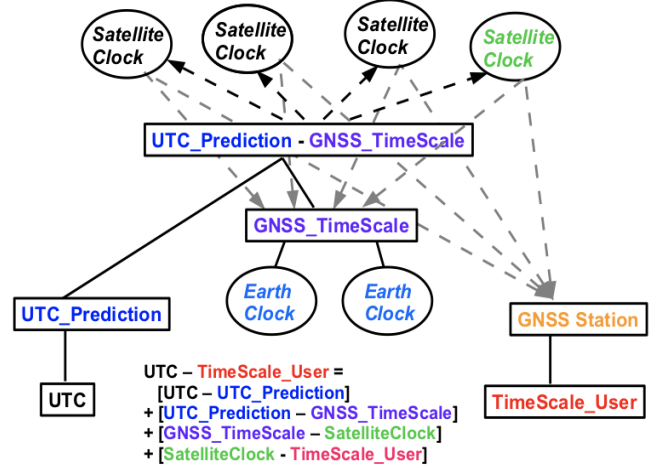 Satellite
Clock
Satellite
Clock
Satellite
Clock
Satellite
Clock
UTC_Prediction - GNSS_TimeScale
GNSS_TimeScale
Earth
Clock
Earth
Clock
UTC_Prediction
GNSS Station
UTC
TimeScale_User
UTC – TimeScale_User =
[UTC – UTC_Prediction]
+ [UTC_Prediction – GNSS_TimeScale]
+ [GNSS_TimeScale – SatelliteClock]
+ [SatelliteClock - TimeScale_User]